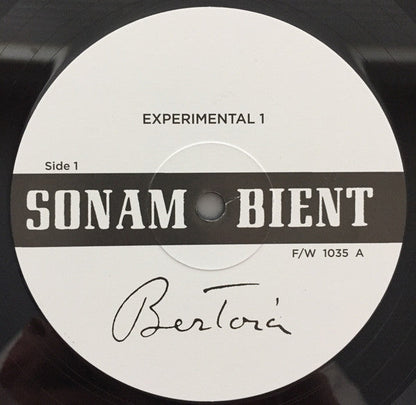 EXPERIMENTAL 1
Side 1
SONAM BIENT
F/W 1035 A
Bertoia